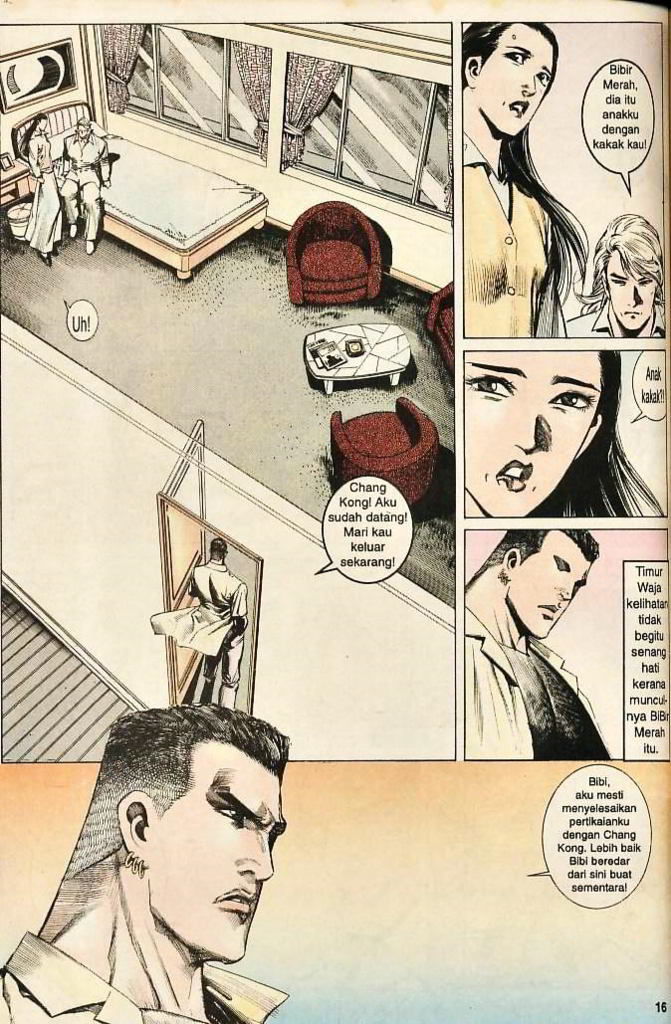 Uh!
Chang
Kong! Aku
sudah datang!
Mari kau
keluar
sekarang!
Bibir
Merah,
dia itu
anakku
dengan
kakak kau!
Anak
kakak?!
Timur
Waja
kelihatan
tidak
begitu
senang
hati
kerana
muncul-
nya BiBir
Merah
itu.
Bibi,
aku mesti
menyelesaikan
pertikaianku
dengan Chang
Kong. Lebih baik
Bibi beredar
dari sini buat
sementara!
16